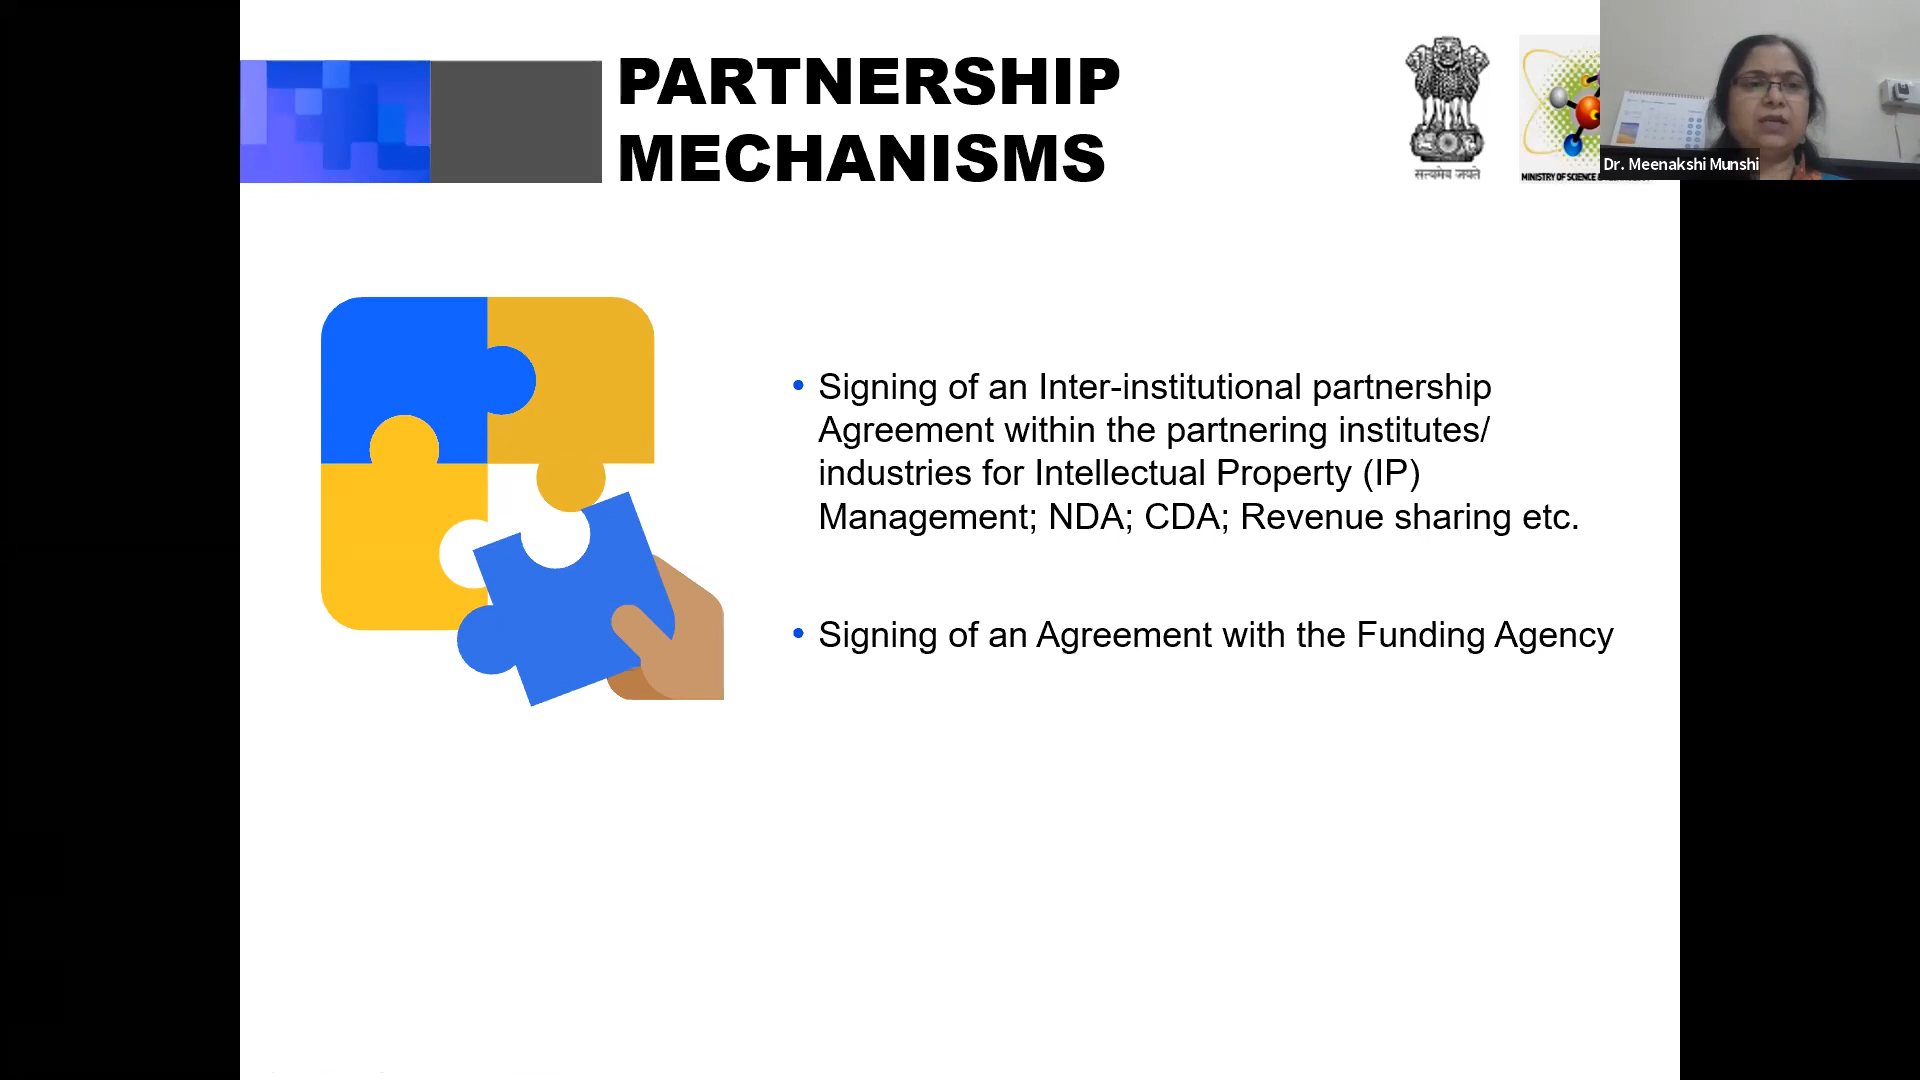 PARTNERSHIP
MECHANISMS
सत्यमेव जयते
MINISTRY OF SCIENCE
Dr. Meenakshi Munshi
• Signing of an Inter-institutional partnership
Agreement within the partnering institutes/
industries for Intellectual Property (IP)
Management; NDA; CDA; Revenue sharing etc.
• Signing of an Agreement with the Funding Agency